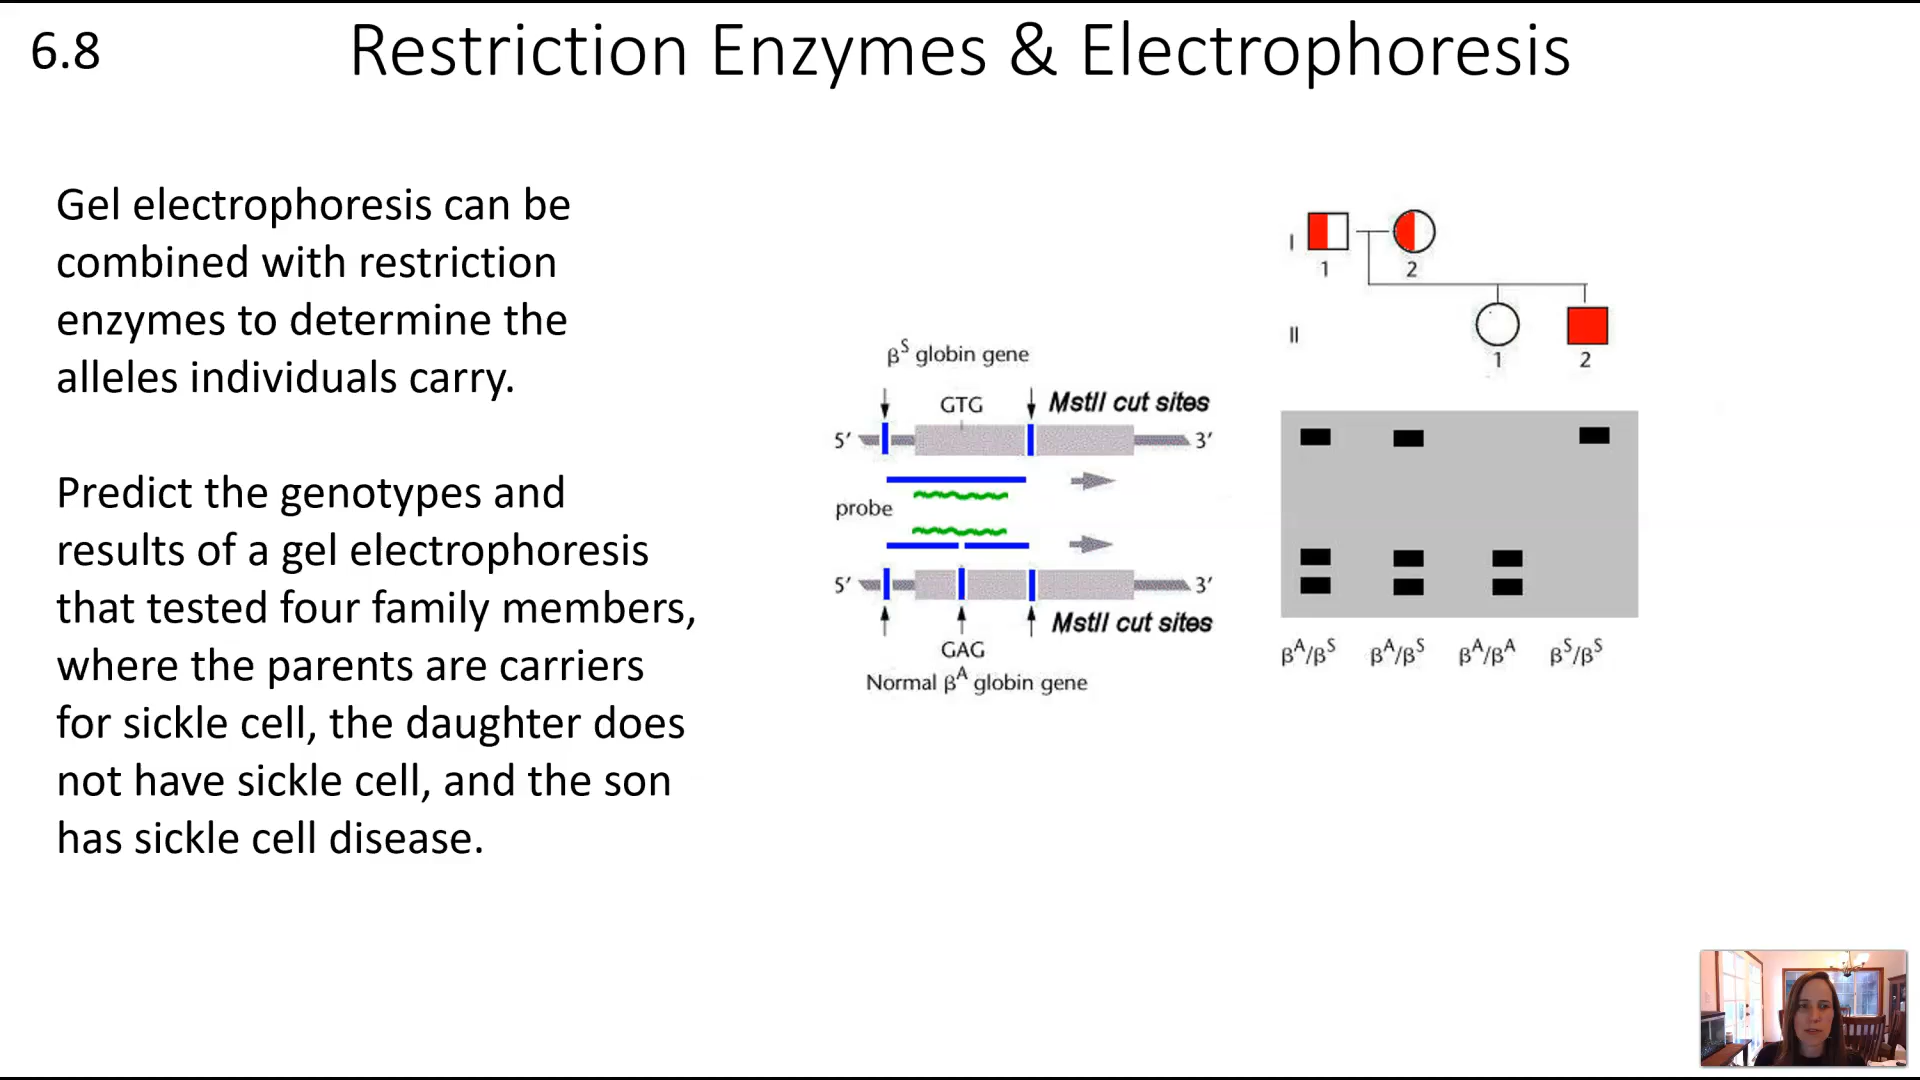 6.8
Restriction Enzymes & Electrophoresis
Gel electrophoresis can be
combined with restriction
enzymes to determine the
alleles individuals carry.
Predict the genotypes and
results of a gel electrophoresis
that tested four family members,
where the parents are carriers
for sickle cell, the daughter does
not have sickle cell, and the son
has sickle cell disease.
βS globin gene
GTG
MstII cut sites
5′ 3′
probe
5′ 3′
MstII cut sites
GAG
Normal βA globin gene
I
1 2
II
1 2
βA/βS βA/βS βA/βA βS/βS